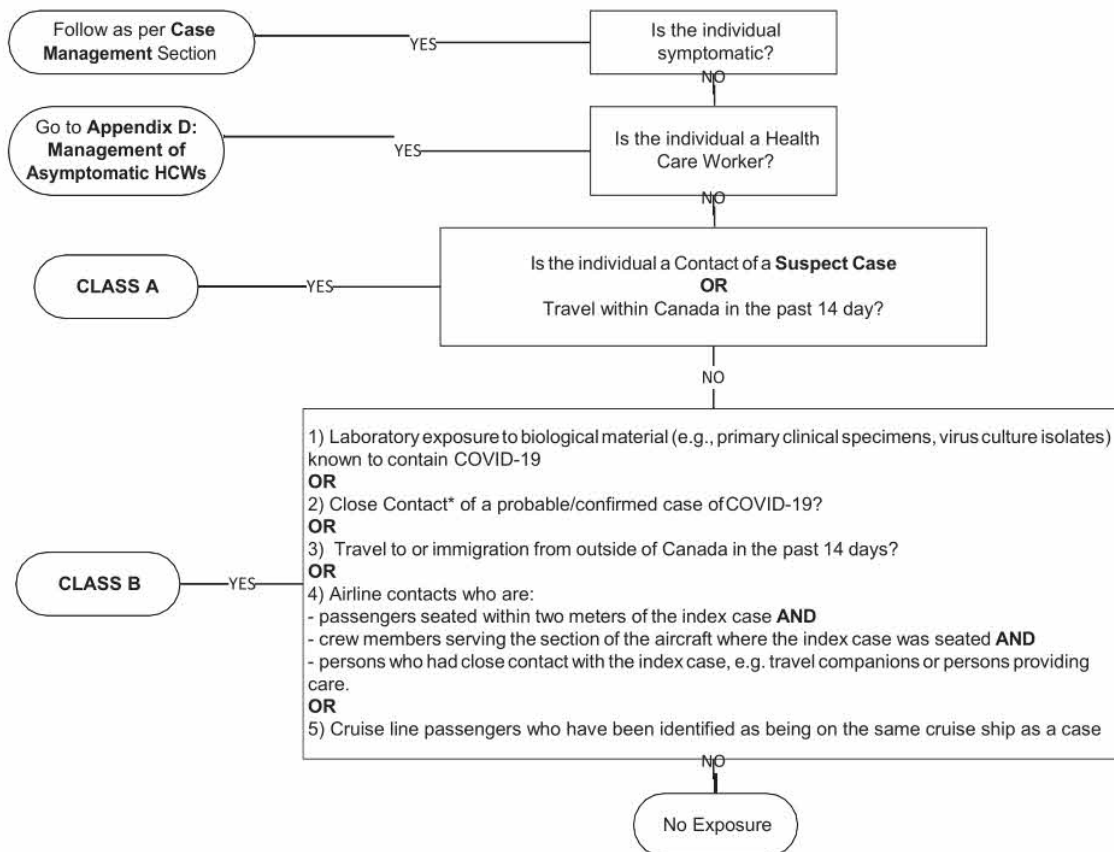 Follow as per Case
Management Section
YES
Is the individual
symptomatic?
NO
Go to Appendix D:
Management of
Asymptomatic HCWs
YES
Is the individual a Health
Care Worker?
NO
CLASS A
YES
Is the individual a Contact of a Suspect Case
OR
Travel within Canada in the past 14 day?
NO
1) Laboratory exposure to biological material (e.g., primary clinical specimens, virus culture isolates)
known to contain COVID-19
OR
2) Close Contact* of a probable/confirmed case of COVID-19?
OR
3) Travel to or immigration from outside of Canada in the past 14 days?
OR
4) Airline contacts who are:
- passengers seated within two meters of the index case AND
- crew members serving the section of the aircraft where the index case was seated AND
- persons who had close contact with the index case, e.g. travel companions or persons providing
care.
OR
5) Cruise line passengers who have been identified as being on the same cruise ship as a case
CLASS B
YES
NO
No Exposure